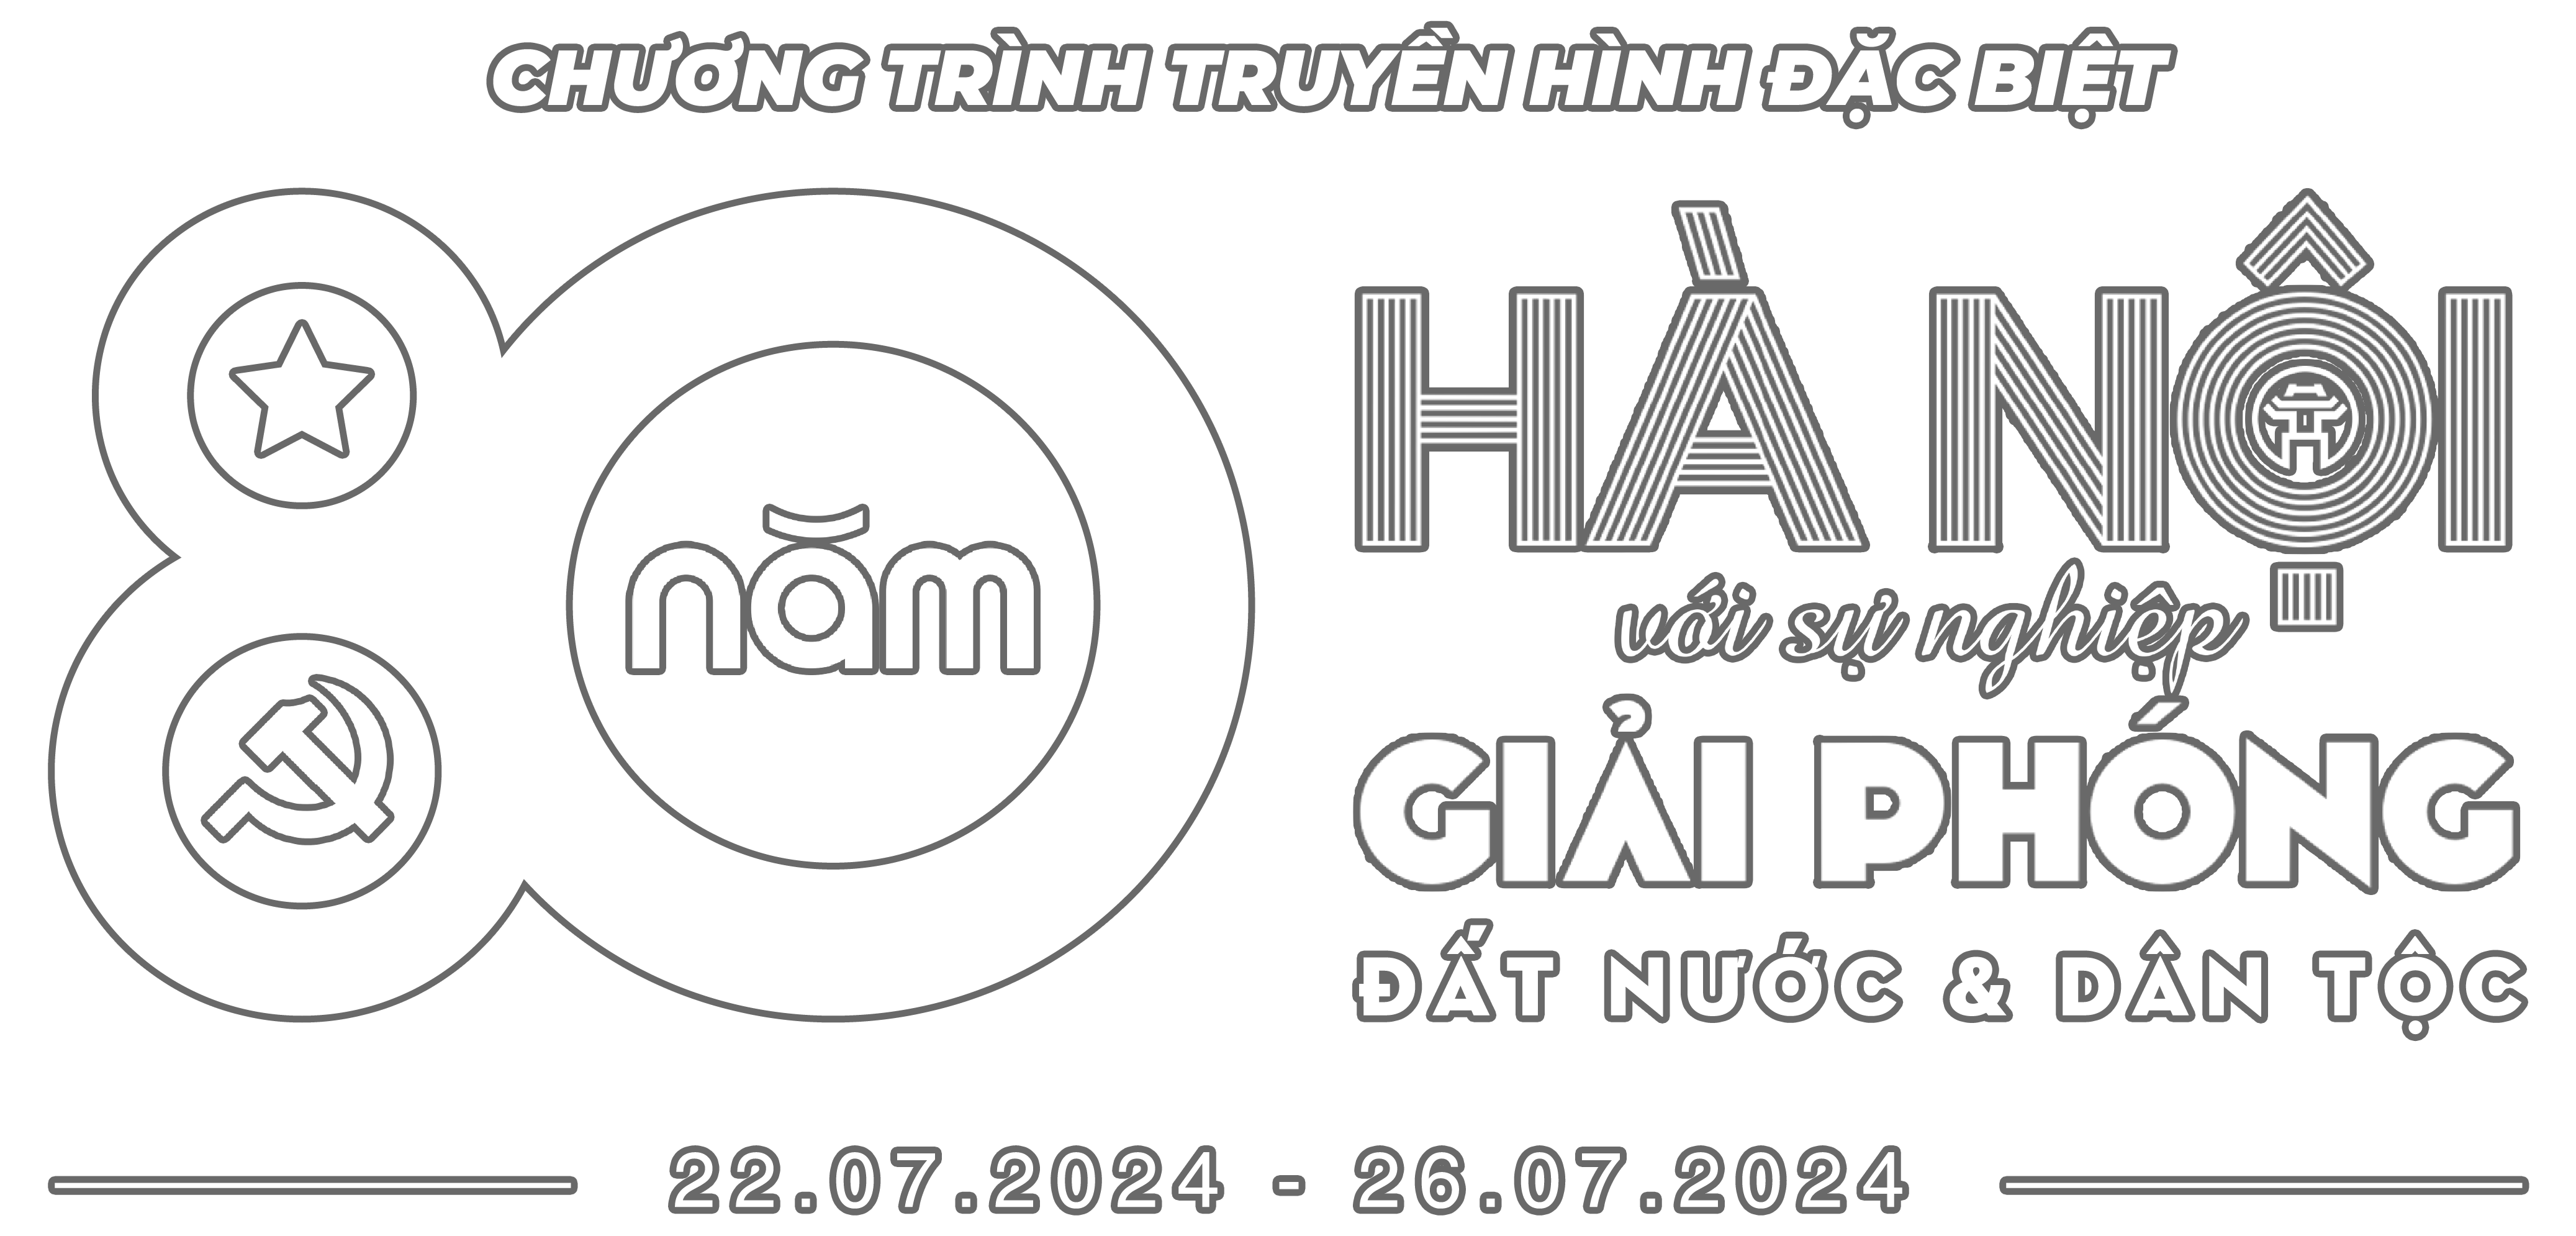 CHƯƠNG TRÌNH TRUYỀN HÌNH ĐẶC BIỆT
80 năm
HÀ NỘI
với sự nghiệp
GIẢI PHÓNG
ĐẤT NƯỚC & DÂN TỘC
22.07.2024 - 26.07.2024